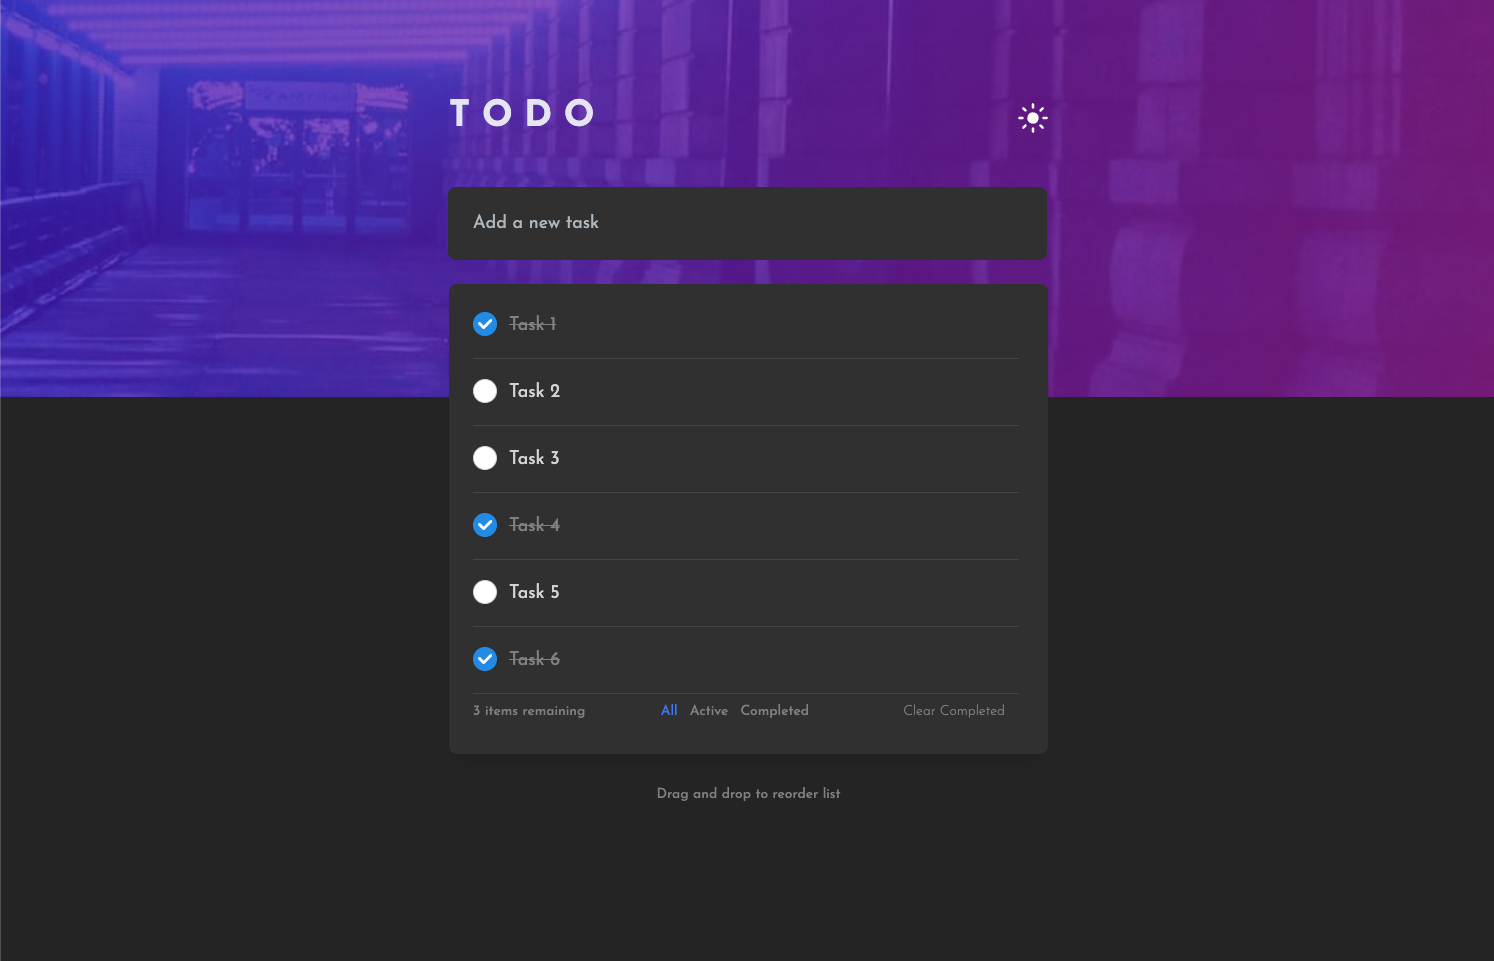 TODO
Add a new task
Task 1
Task 2
Task 3
Task 4
Task 5
Task 6
3 items remaining All Active Completed Clear Completed
Drag and drop to reorder list